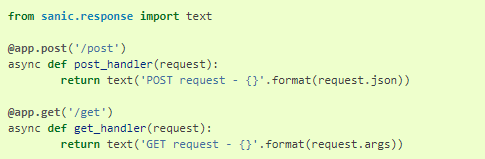 from sanic.response import text
@app.post('/post')
async def post_handler(request):
return text('POST request - {}'.format(request.json))
@app.get('/get')
async def get_handler(request):
return text('GET request - {}'.format(request.args))